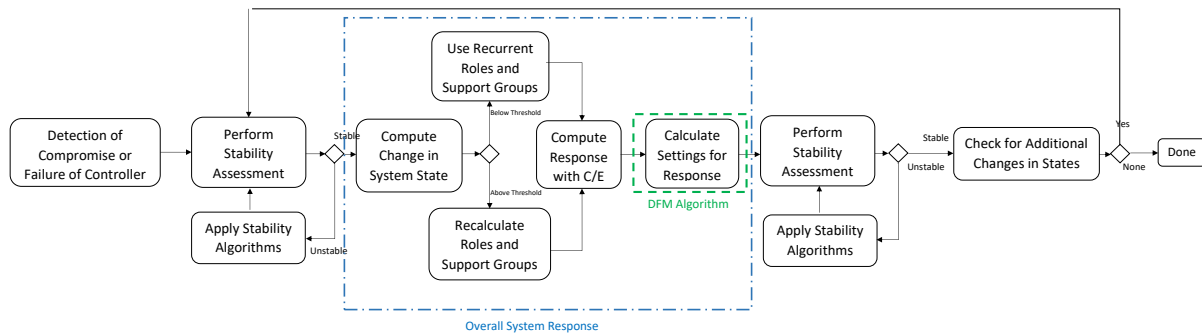 Detection of
Compromise or
Failure of Controller
Perform
Stability
Assessment
Apply Stability
Algorithms
Stable
Unstable
Compute
Change in
System State
Use Recurrent
Roles and
Support Groups
Below Threshold
Above Threshold
Recalculate
Roles and
Support Groups
Compute
Response
with C/E
Calculate
Settings for
Response
DFM Algorithm
Overall System Response
Perform
Stability
Assessment
Apply Stability
Algorithms
Stable
Unstable
Check for Additional
Changes in States
Yes
None
Done